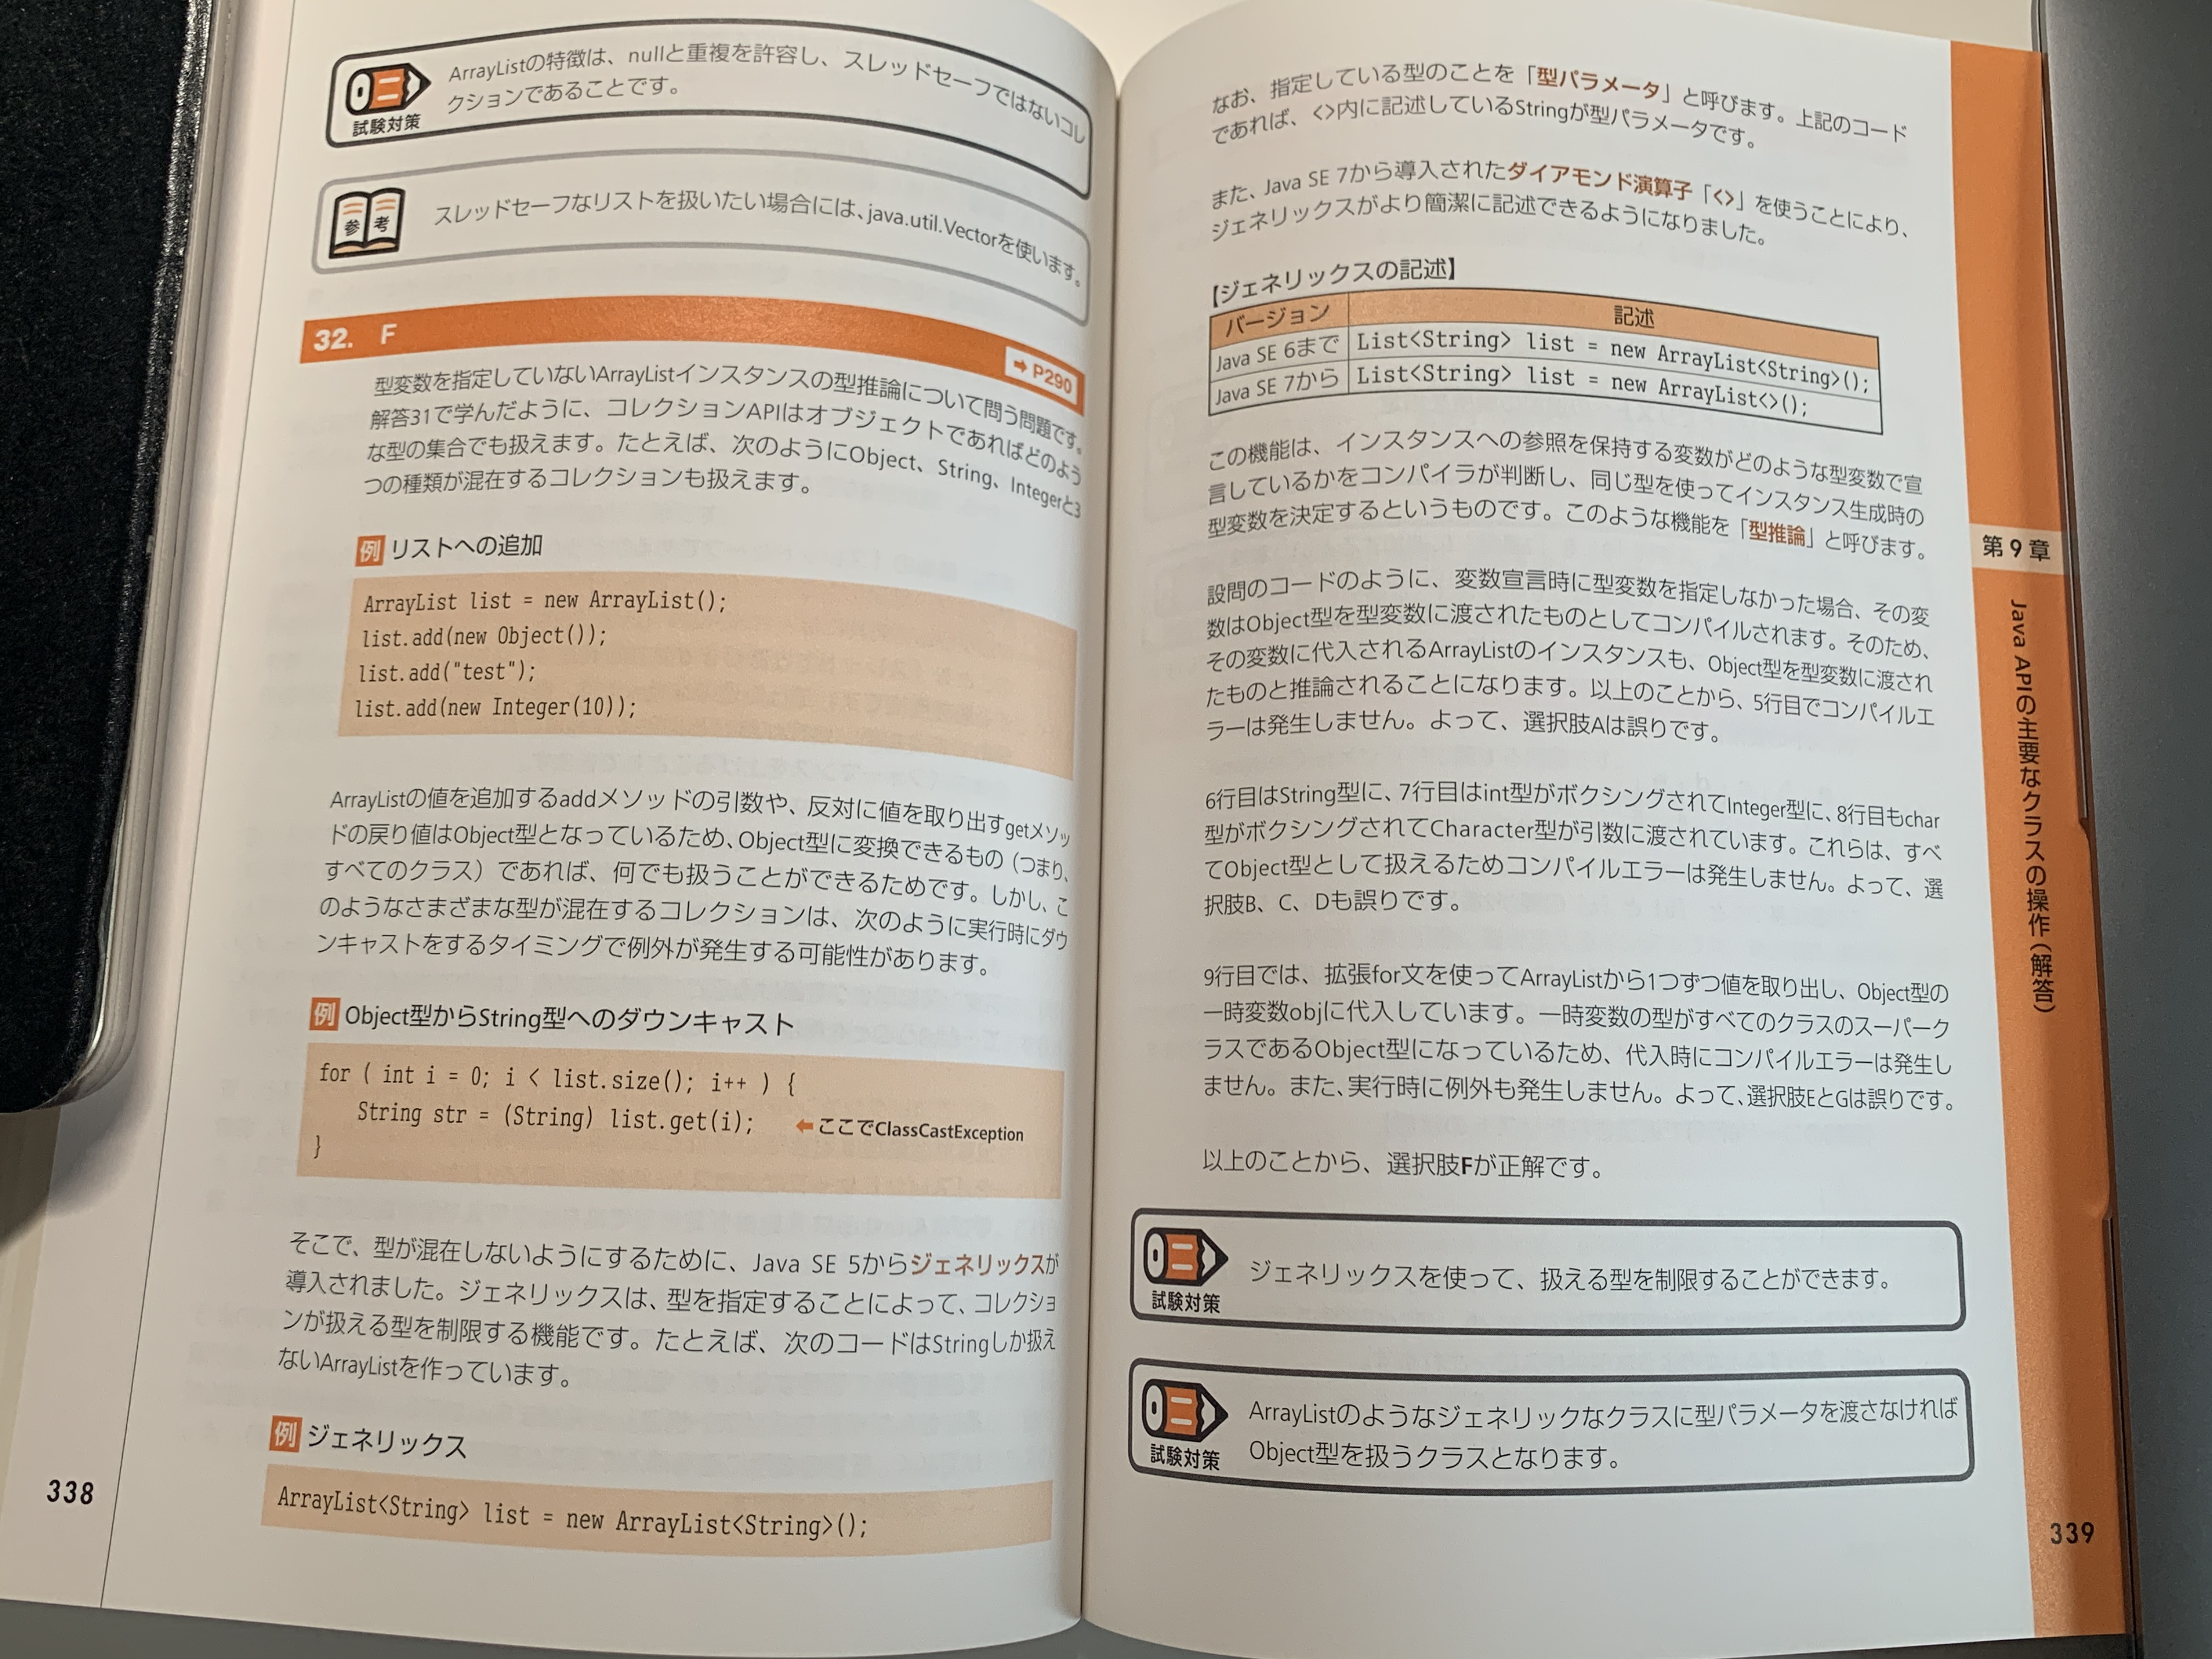 ArrayListの特徴は、nullと重複を許容し、スレッドセーフではないコレ
クションであることです。
試験対策
参考
スレッドセーフなリストを扱いたい場合には、java.util.Vectorを使います。
32. F
➡ P290
型変数を指定していないArrayListインスタンスの型推論について問う問題です。
解答31で学んだように、コレクションAPIはオブジェクトであればどのよう
な型の集合でも扱えます。たとえば、次のようにObject、String、Integerと3
つの種類が混在するコレクションも扱えます。
例 リストへの追加
ArrayList list = new ArrayList();
list.add(new Object());
list.add("test");
list.add(new Integer(10));
ArrayListの値を追加するaddメソッドの引数や、反対に値を取り出すgetメソッ
ドの戻り値はObject型となっているため、Object型に変換できるもの（つまり、
すべてのクラス）であれば、何でも扱うことができるためです。しかし、こ
のようなさまざまな型が混在するコレクションは、次のように実行時にダウ
ンキャストをするタイミングで例外が発生する可能性があります。
例 Object型からString型へのダウンキャスト
for ( int i = 0; i < list.size(); i++ ) {
String str = (String) list.get(i); ⬅ここでClassCastException
}
そこで、型が混在しないようにするために、Java SE 5からジェネリックスが
導入されました。ジェネリックスは、型を指定することによって、コレクショ
ンが扱える型を制限する機能です。たとえば、次のコードはStringしか扱え
ないArrayListを作っています。
例 ジェネリックス
ArrayList<String> list = new ArrayList<String>();
338
なお、指定している型のことを「型パラメータ」と呼びます。上記のコード
であれば、<>内に記述しているStringが型パラメータです。
また、Java SE 7から導入されたダイアモンド演算子「<>」を使うことにより、
ジェネリックスがより簡潔に記述できるようになりました。
【ジェネリックスの記述】
バージョン 記述
Java SE 6まで List<String> list = new ArrayList<String>();
Java SE 7から List<String> list = new ArrayList<>();
この機能は、インスタンスへの参照を保持する変数がどのような型変数で宣
言しているかをコンパイラが判断し、同じ型を使ってインスタンス生成時の
型変数を決定するというものです。このような機能を「型推論」と呼びます。
設問のコードのように、変数宣言時に型変数を指定しなかった場合、その変
数はObject型を型変数に渡されたものとしてコンパイルされます。そのため、
その変数に代入されるArrayListのインスタンスも、Object型を型変数に渡され
たものと推論されることになります。以上のことから、5行目でコンパイルエ
ラーは発生しません。よって、選択肢Aは誤りです。
6行目はString型に、7行目はint型がボクシングされてInteger型に、8行目もchar
型がボクシングされてCharacter型が引数に渡されています。これらは、すべ
てObject型として扱えるためコンパイルエラーは発生しません。よって、選
択肢B、C、Dも誤りです。
9行目では、拡張for文を使ってArrayListから1つずつ値を取り出し、Object型の
一時変数objに代入しています。一時変数の型がすべてのクラスのスーパーク
ラスであるObject型になっているため、代入時にコンパイルエラーは発生し
ません。また、実行時に例外も発生しません。よって、選択肢EとGは誤りです。
以上のことから、選択肢Fが正解です。
試験対策
ジェネリックスを使って、扱える型を制限することができます。
試験対策
ArrayListのようなジェネリックなクラスに型パラメータを渡さなければ
Object型を扱うクラスとなります。
第9章
Java APIの主要なクラスの操作（解答）
339